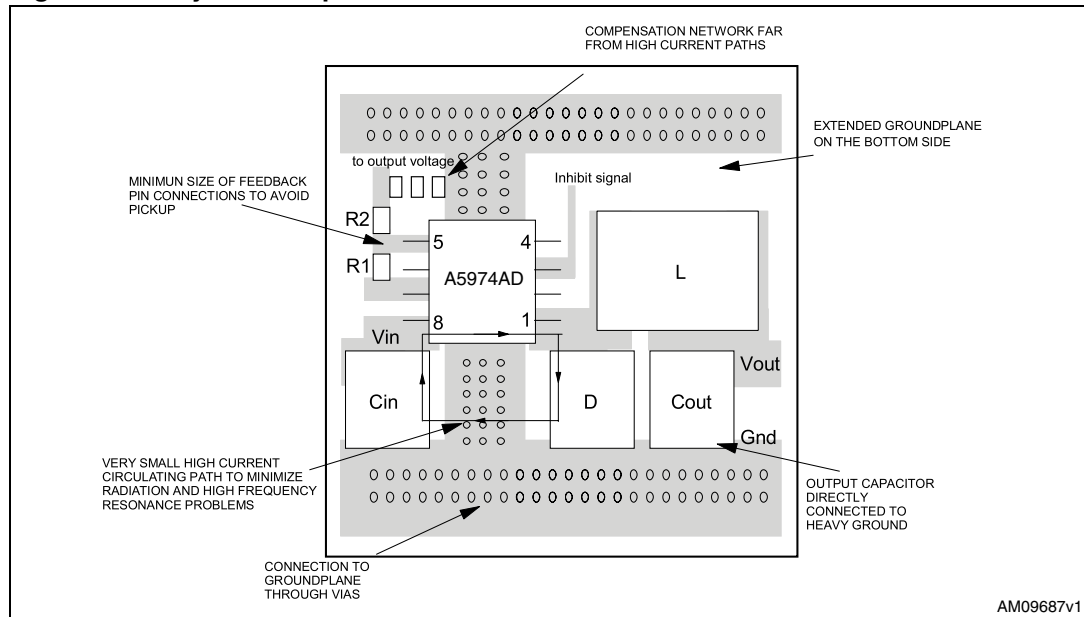 COMPENSATION NETWORK FAR
FROM HIGH CURRENT PATHS
EXTENDED GROUNDPLANE
ON THE BOTTOM SIDE
to output voltage
Inhibit signal
MINIMUN SIZE OF FEEDBACK
PIN CONNECTIONS TO AVOID
PICKUP
R2
5
4
R1
A5974AD
L
8
1
Vin
Vout
Cin
D
Cout
Gnd
VERY SMALL HIGH CURRENT
CIRCULATING PATH TO MINIMIZE
RADIATION AND HIGH FREQUENCY
RESONANCE PROBLEMS
OUTPUT CAPACITOR
DIRECTLY
CONNECTED TO
HEAVY GROUND
CONNECTION TO
GROUNDPLANE
THROUGH VIAS
AM09687v1